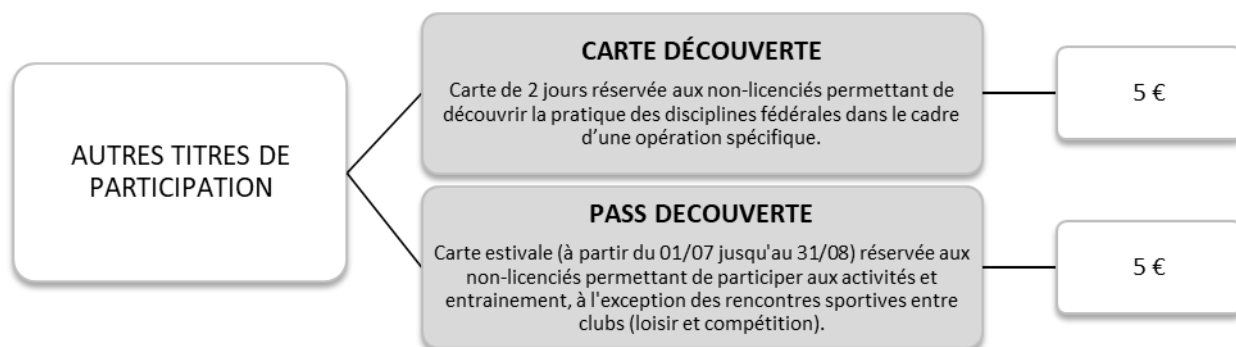 AUTRES TITRES DE
PARTICIPATION
CARTE DÉCOUVERTE
Carte de 2 jours réservée aux non-licenciés permettant de
découvrir la pratique des disciplines fédérales dans le cadre
d’une opération spécifique.
5 €
PASS DECOUVERTE
Carte estivale (à partir du 01/07 jusqu'au 31/08) réservée aux
non-licenciés permettant de participer aux activités et
entrainement, à l'exception des rencontres sportives entre
clubs (loisir et compétition).
5 €